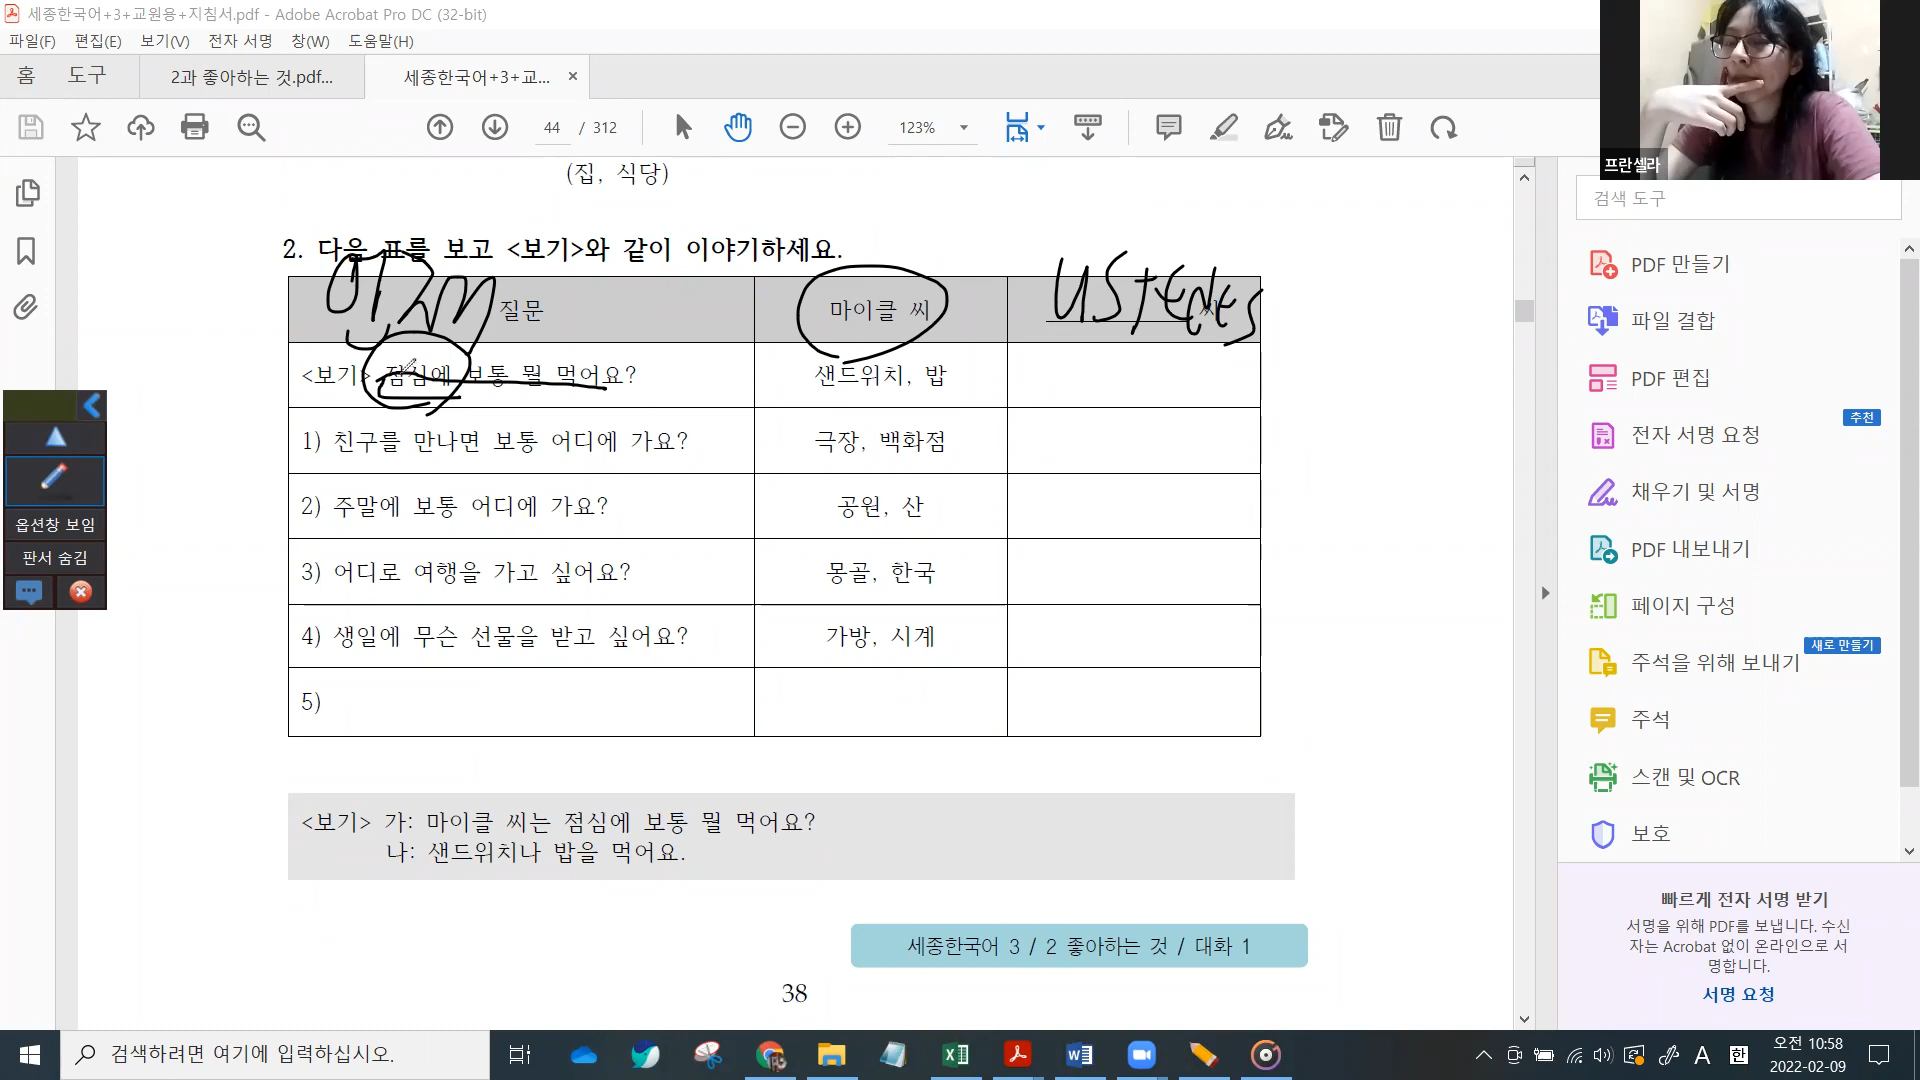 세종한국어+3+교원용+지침서.pdf - Adobe Acrobat Pro DC (32-bit)
파일(F) 편집(E) 보기(V) 전자 서명 창(W) 도움말(H)
홈 도구 2과 좋아하는 것.pdf... 세종한국어+3+교... ×
44 / 312 123%
프란셀라
검색 도구
(집, 식당)
2. 다음 표를 보고 <보기>와 같이 이야기하세요.
언제 USTEDES
질문 마이클 씨 씨
<보기> 점심에 보통 뭘 먹어요? 샌드위치, 밥
1) 친구를 만나면 보통 어디에 가요? 극장, 백화점
2) 주말에 보통 어디에 가요? 공원, 산
3) 어디로 여행을 가고 싶어요? 몽골, 한국
4) 생일에 무슨 선물을 받고 싶어요? 가방, 시계
5)
<보기> 가: 마이클 씨는 점심에 보통 뭘 먹어요?
나: 샌드위치나 밥을 먹어요.
세종한국어 3 / 2 좋아하는 것 / 대화 1
38
옵션창 보임
판서 숨김
PDF 만들기
파일 결합
PDF 편집
추천
전자 서명 요청
채우기 및 서명
PDF 내보내기
페이지 구성
새로 만들기
주석을 위해 보내기
주석
스캔 및 OCR
보호
빠르게 전자 서명 받기
서명을 위해 PDF를 보냅니다. 수신
자는 Acrobat 없이 온라인으로 서
명합니다.
서명 요청
검색하려면 여기에 입력하십시오.
A 한 오전 10:58
2022-02-09